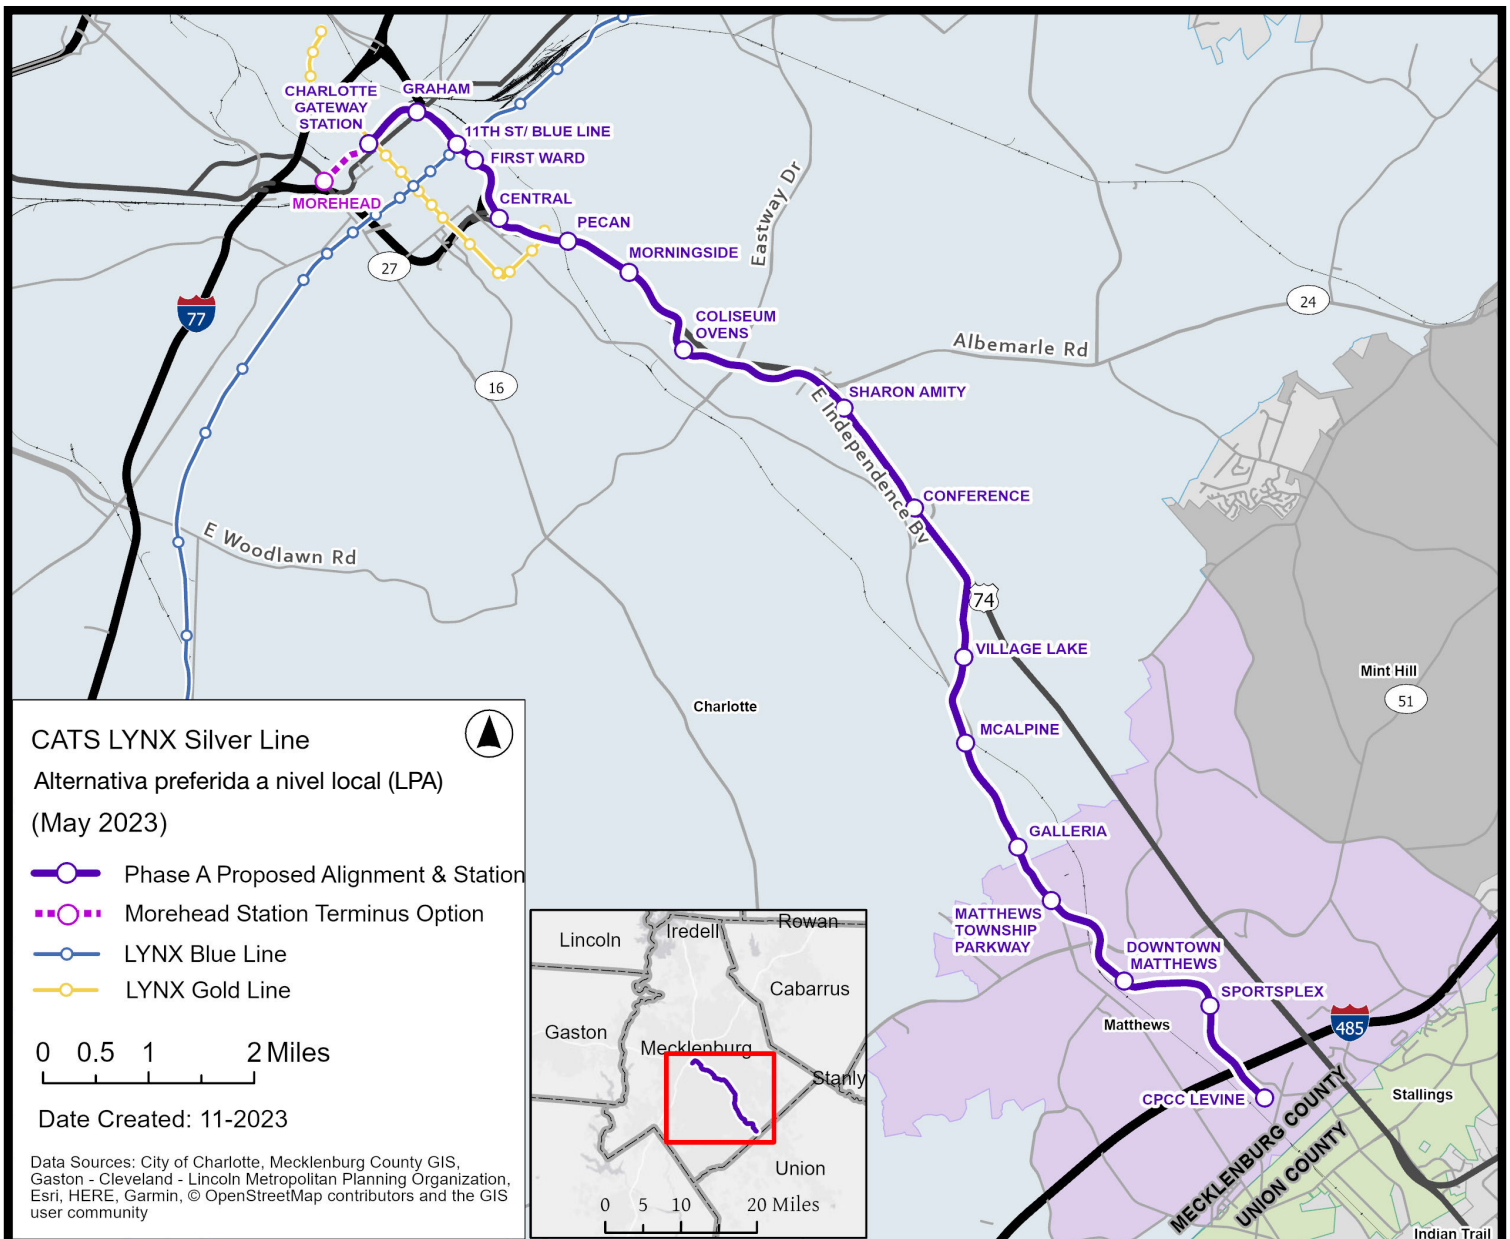 CHARLOTTE
GATEWAY
STATION
GRAHAM
11TH ST/ BLUE LINE
FIRST WARD
MOREHEAD
CENTRAL
PECAN
MORNINGSIDE
Eastway Dr
27
77
COLISEUM
OVENS
24
Albemarle Rd
16
SHARON AMITY
E Independence Bv
CONFERENCE
E Woodlawn Rd
74
VILLAGE LAKE
Mint Hill
51
Charlotte
MCALPINE
GALLERIA
MATTHEWS
TOWNSHIP
PARKWAY
DOWNTOWN
MATTHEWS
SPORTSPLEX
Matthews
485
CPCC LEVINE
Stallings
MECKLENBURG COUNTY
UNION COUNTY
Indian Trail
CATS LYNX Silver Line
Alternativa preferida a nivel local (LPA)
(May 2023)
Phase A Proposed Alignment & Station
Morehead Station Terminus Option
LYNX Blue Line
LYNX Gold Line
0 0.5 1 2 Miles
Date Created: 11-2023
Data Sources: City of Charlotte, Mecklenburg County GIS,
Gaston - Cleveland - Lincoln Metropolitan Planning Organization,
Esri, HERE, Garmin, © OpenStreetMap contributors and the GIS
user community
Lincoln
Iredell
Rowan
Cabarrus
Gaston
Mecklenburg
Stanly
Union
0 5 10 20 Miles